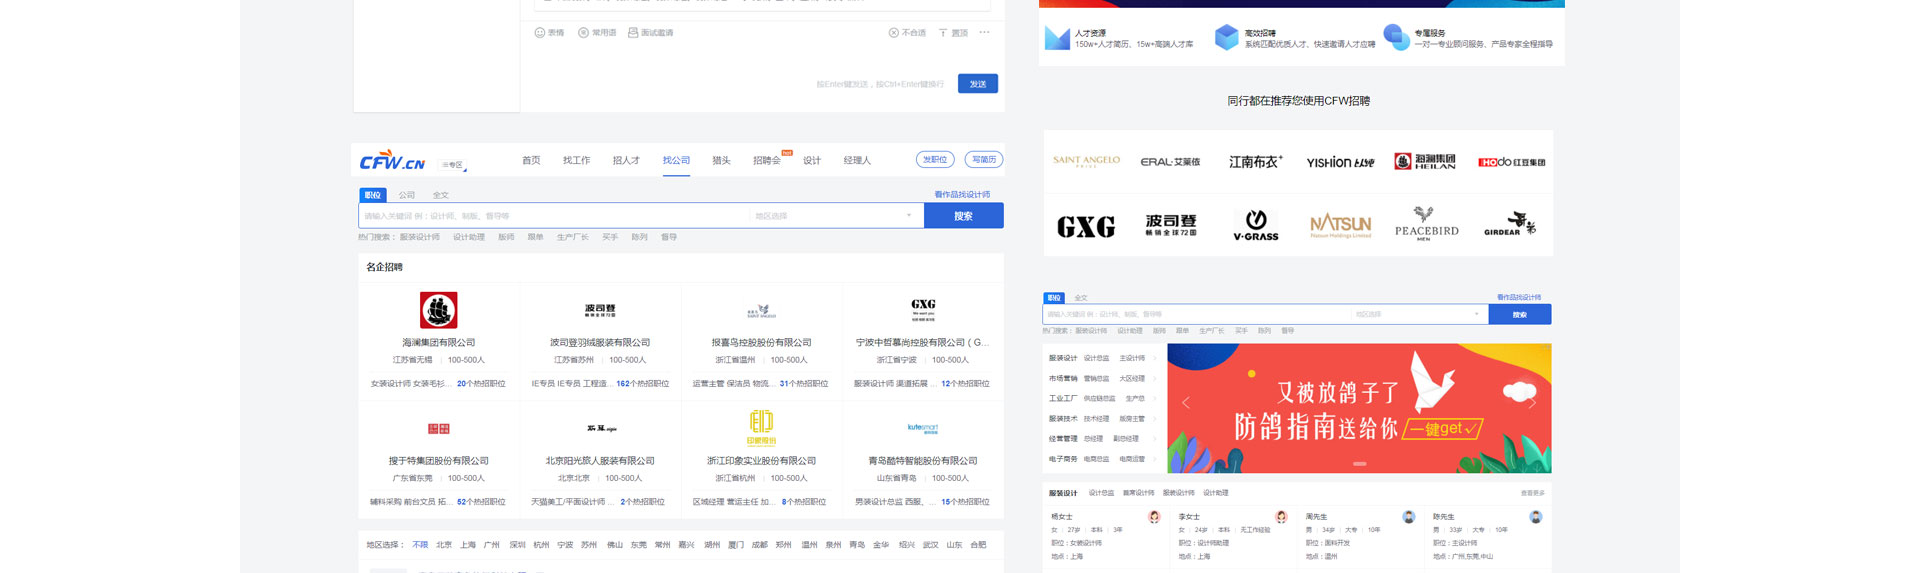 表情 常用语 面试邀请 不合适 置顶 ···
按Enter键发送，按Ctrl+Enter键换行 发送
CFW.CN 专区 首页 找工作 招人才 找公司 猎头 招聘会 hot 设计 经理人 发职位 写简历
职位 公司 全文 看作品找设计师
请输入关键词 例：设计师、制版、督导等 地区选择 搜索
热门搜索： 服装设计师 设计助理 版师 跟单 生产厂长 买手 陈列 督导
名企招聘
波司登
畅销全球72国
SAINT ANGELO
GXG
海澜集团有限公司 波司登羽绒服装有限公司 报喜鸟控股股份有限公司 宁波中哲慕尚控股有限公司（G...
江苏省无锡 100-500人 江苏省苏州 100-500人 浙江省温州 100-500人 浙江省宁波 100-500人
女装设计师 女装毛衫... 20个热招职位 IE专员 IE专员 工程造... 162个热招职位 运营主管 保洁员 物流... 31个热招职位 服装设计师 渠道拓展 ... 12个热招职位
印象股份
kutesmart
搜于特集团股份有限公司 北京阳光旅人服装有限公司 浙江印象实业股份有限公司 青岛酷特智能股份有限公司
广东省东莞 100-500人 北京北京 100-500人 浙江省杭州 100-500人 山东省青岛 100-500人
辅料采购 前台文员 拓... 52个热招职位 天猫美工/平面设计师 ... 2个热招职位 区域经理 营运主任 加... 8个热招职位 男装设计总监 西服、... 15个热招职位
地区选择： 不限 北京 上海 广州 深圳 杭州 宁波 苏州 佛山 东莞 常州 嘉兴 湖州 厦门 成都 郑州 温州 泉州 青岛 金华 绍兴 武汉 山东 合肥
人才资源
150w+人才简历、15w+高端人才库
高效招聘
系统匹配优质人才、快速邀请人才应聘
专属服务
一对一专业顾问服务、产品专家全程指导
同行都在推荐您使用CFW招聘
SAINT ANGELO ERAL·艾莱依 江南布衣+ YISHION 以纯 海澜集团 HEILAN HOdo 红豆集团
GXG 波司登 畅销全球72国 V·GRASS NATSUN Natsun Holdings Limited PEACEBIRD MEN GIRDEAR 哥弟
职位 全文 看作品找设计师
请输入关键词 例：设计师、制版、督导等 地区选择 搜索
热门搜索： 服装设计师 设计助理 版师 跟单 生产厂长 买手 陈列 督导
服装设计 设计总监 主设计师
市场营销 营销总监 大区经理
工业工厂 供应链总监 生产总
服装技术 技术经理 版房主管
经营管理 总经理 副总经理
电子商务 电商总监 电商运营
又被放鸽子了
防鸽指南送给你 一键get
服装设计 设计总监 首席设计师 服装设计师 设计助理 查看更多
杨女士 李女士 周先生 陈先生
女 27岁 本科 3年 女 24岁 本科 无工作经验 男 34岁 大专 10年 男 33岁 大专 10年
职位：女装设计师 职位：设计师助理 职位：面料开发 职位：主设计师
地点：上海 地点：上海 地点：温州 地点：广州,东莞,中山